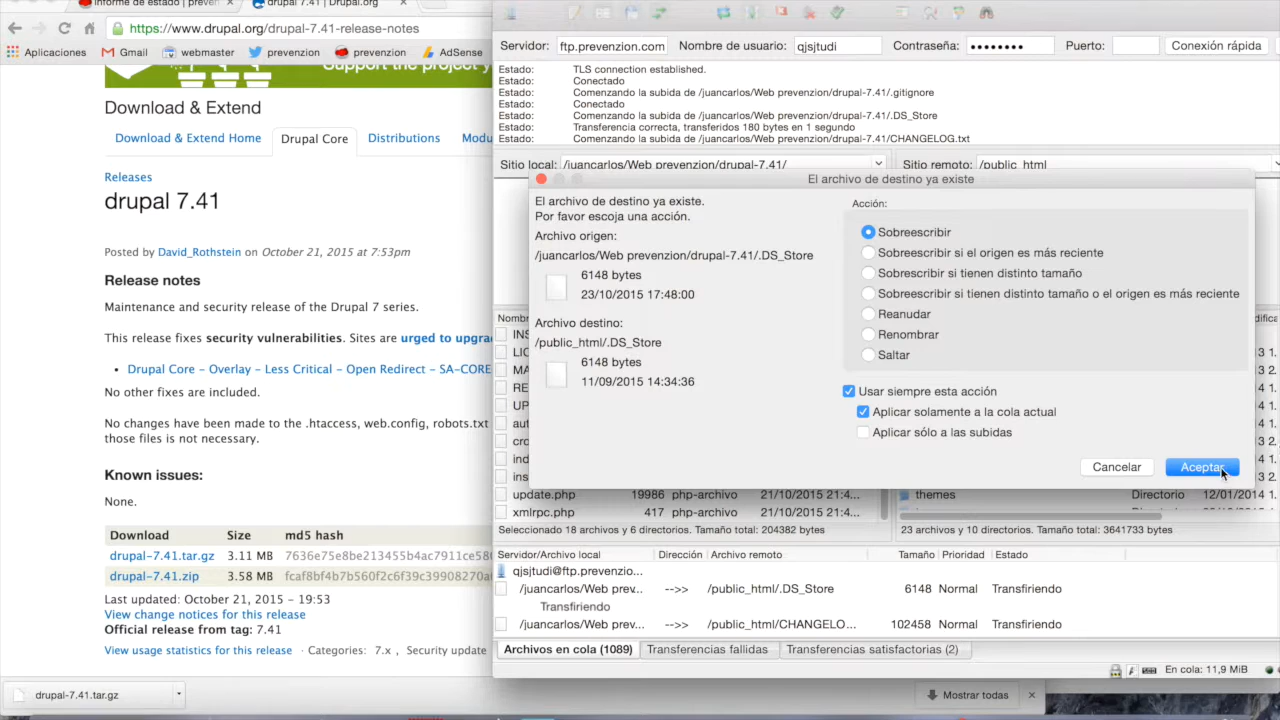 Informe de estado | preven
drupal 7.41 | Drupal.org
https://www.drupal.org/drupal-7.41-release-notes
Aplicaciones
Gmail
webmaster
prevenzion
prevenzion
AdSense
Support the project y
Download & Extend
Download & Extend Home
Drupal Core
Distributions
Modu
Releases
drupal 7.41
Posted by David_Rothstein on October 21, 2015 at 7:53pm
Release notes
Maintenance and security release of the Drupal 7 series.
This release fixes security vulnerabilities. Sites are urged to upgra
• Drupal Core – Overlay – Less Critical – Open Redirect – SA-CORE
No other fixes are included.
No changes have been made to the .htaccess, web.config, robots.txt
those files is not necessary.
Known issues:
None.
Download Size md5 hash
drupal-7.41.tar.gz 3.11 MB 7636e75e8be213455b4ac7911ce580
drupal-7.41.zip 3.58 MB fcaf8bf4b7b560f2c6f39c39908270a
Last updated: October 21, 2015 – 19:53
View change notices for this release
Official release from tag: 7.41
View usage statistics for this release · Categories: 7.x , Security update
drupal-7.41.tar.gz
Mostrar todas
Servidor: ftp.prevenzion.com Nombre de usuario: qjsjtudi Contraseña: •••••••• Puerto: Conexión rápida
Estado: TLS connection established.
Estado: Conectado
Estado: Comenzando la subida de /juancarlos/Web prevenzion/drupal-7.41/.gitignore
Estado: Conectado
Estado: Comenzando la subida de /juancarlos/Web prevenzion/drupal-7.41/.DS_Store
Estado: Transferencia correcta, transferidos 180 bytes en 1 segundo
Estado: Comenzando la subida de /juancarlos/Web prevenzion/drupal-7.41/CHANGELOG.txt
Sitio local: /juancarlos/Web prevenzion/drupal-7.41/
Sitio remoto: /public_html
El archivo de destino ya existe
El archivo de destino ya existe.
Por favor escoja una acción.
Archivo origen:
/juancarlos/Web prevenzion/drupal-7.41/.DS_Store
6148 bytes
23/10/2015 17:48:00
Archivo destino:
/public_html/.DS_Store
6148 bytes
11/09/2015 14:34:36
Acción:
Sobreescribir
Sobreescribir si el origen es más reciente
Sobrescribir si tienen distinto tamaño
Sobreescribir si tienen distinto tamaño o el origen es más reciente
Reanudar
Renombrar
Saltar
Usar siempre esta acción
Aplicar solamente a la cola actual
Aplicar sólo a las subidas
Cancelar
Aceptar
Nombr
INS
LIC
MA
RE
UP
aut
cro
ind
ins
update.php 19986 php-archivo 21/10/2015 21:4...
xmlrpc.php 417 php-archivo 21/10/2015 21:4...
themes Directorio 12/01/2014 1...
Seleccionado 18 archivos y 6 directorios. Tamaño total: 204382 bytes
23 archivos y 10 directorios. Tamaño total: 3641733 bytes
Servidor/Archivo local Dirección Archivo remoto Tamaño Prioridad Estado
qjsjtudi@ftp.prevenzio...
/juancarlos/Web prev... -->> /public_html/.DS_Store 6148 Normal Transfiriendo
Transfiriendo
/juancarlos/Web prev... -->> /public_html/CHANGELO... 102458 Normal Transfiriendo
Archivos en cola (1089)
Transferencias fallidas
Transferencias satisfactorias (2)
En cola: 11,9 MiB